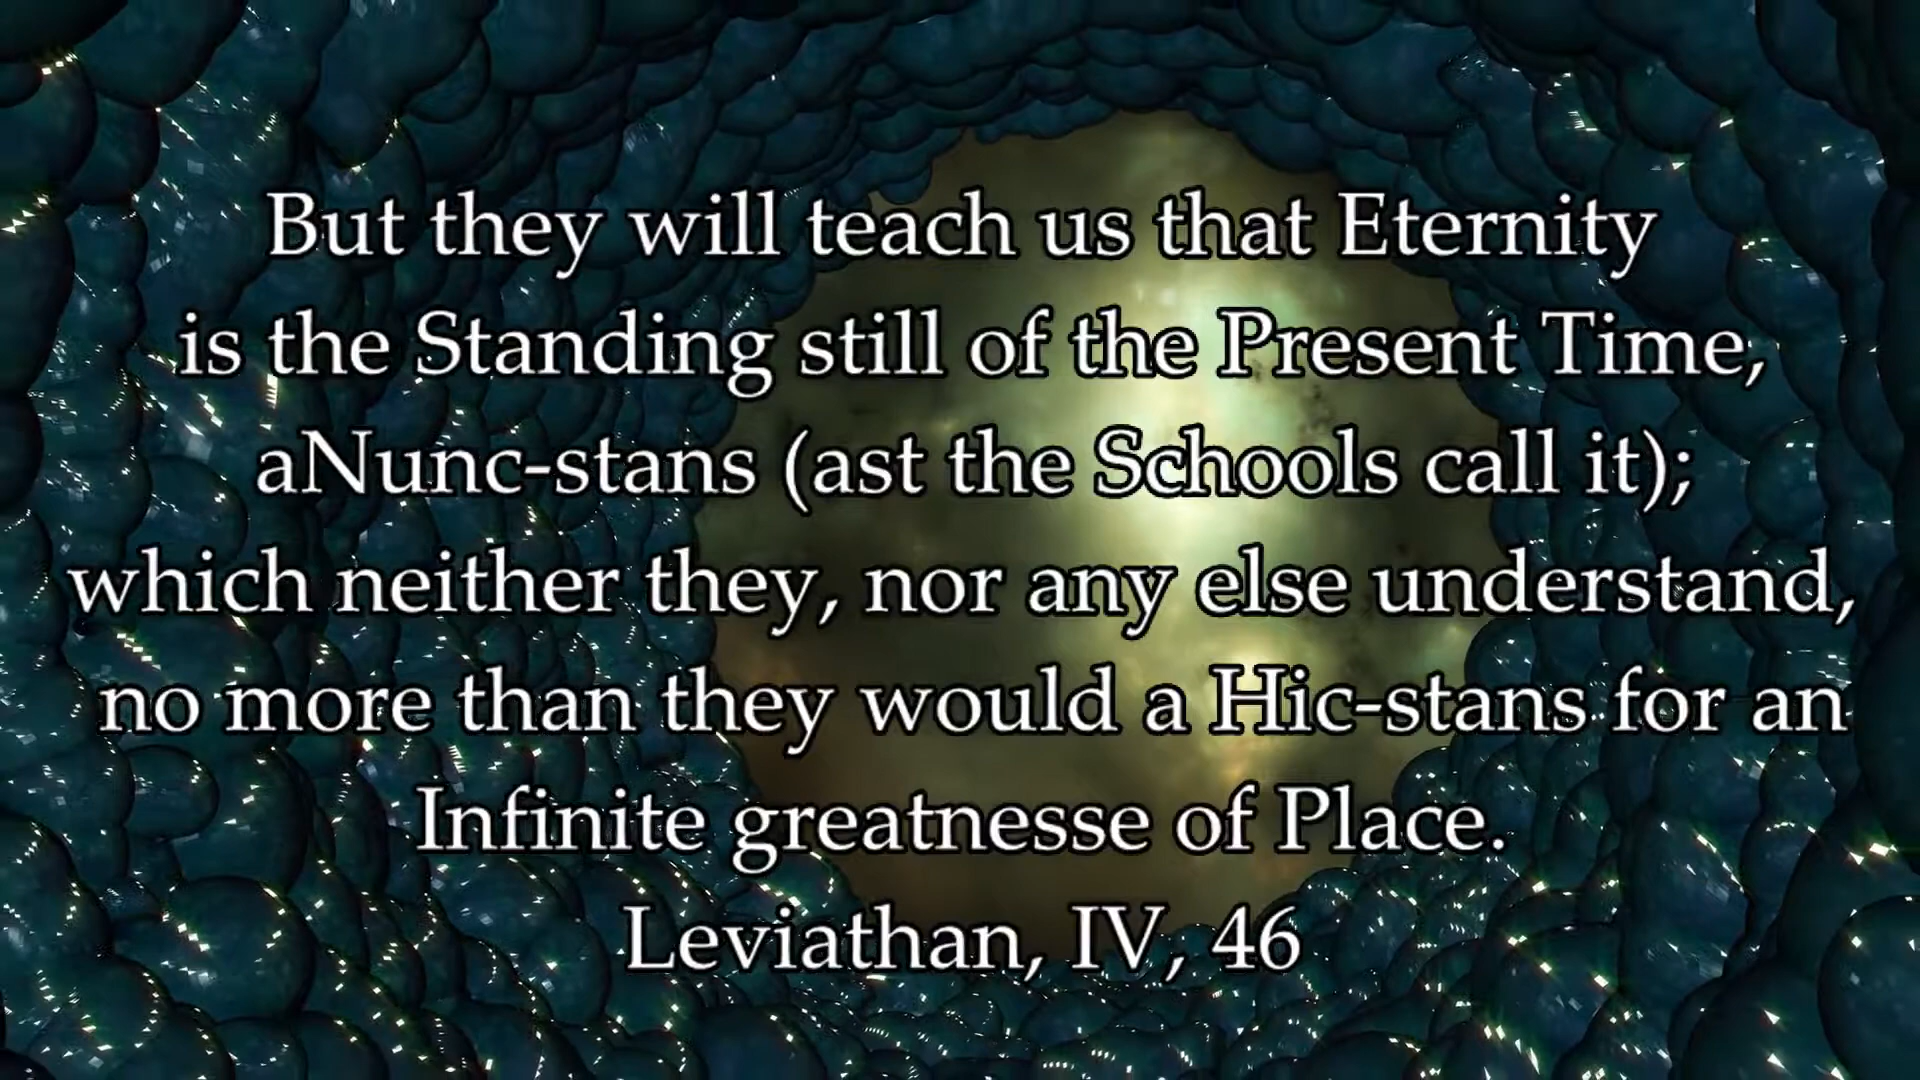 But they will teach us that Eternity
is the Standing still of the Present Time,
aNunc-stans (ast the Schools call it);
which neither they, nor any else understand,
no more than they would a Hic-stans for an
Infinite greatnesse of Place.
Leviathan, IV, 46